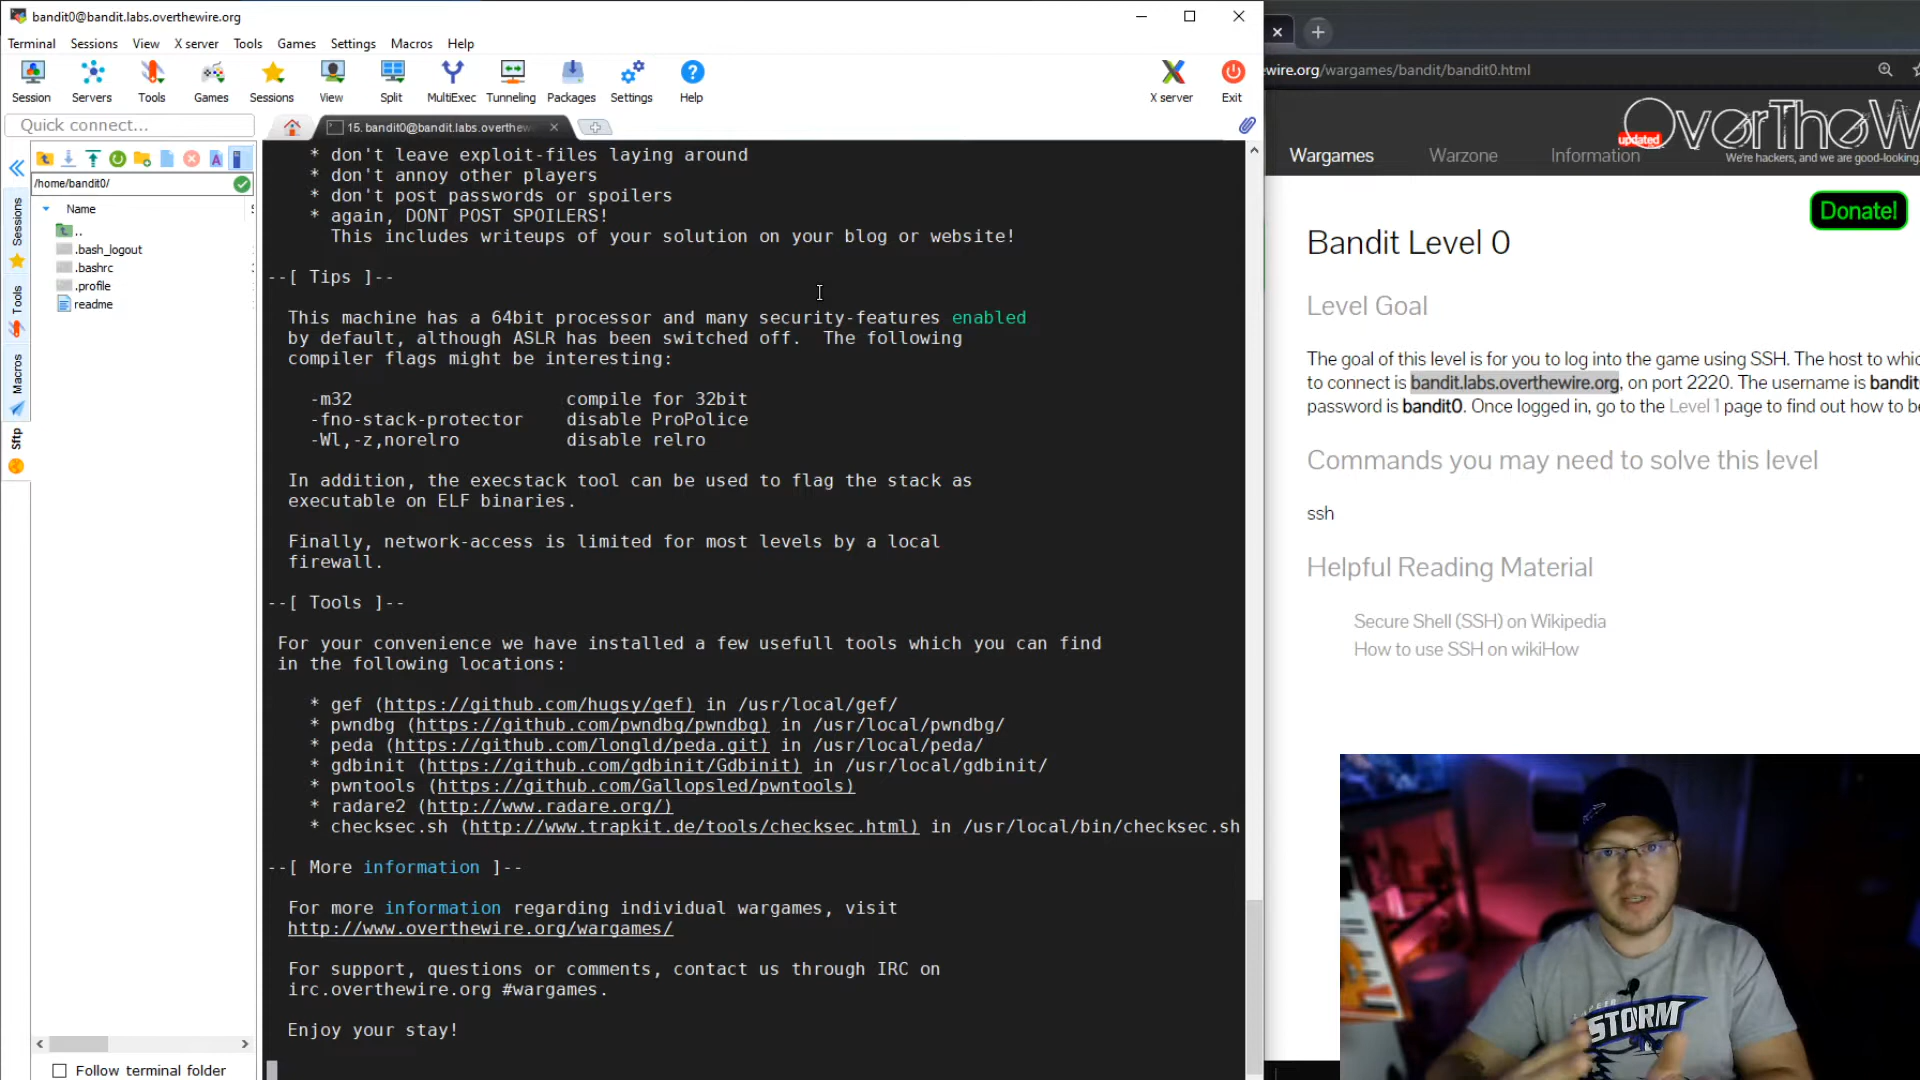 bandit0@bandit.labs.overthewire.org
Terminal Sessions View X server Tools Games Settings Macros Help
Session Servers Tools Games Sessions View Split MultiExec Tunneling Packages Settings Help X server Exit
Quick connect...
15. bandit0@bandit.labs.overthew
/home/bandit0/
Name
..
.bash_logout
.bashrc
.profile
readme
Sessions
Tools
Macros
Sftp
Follow terminal folder
* don't leave exploit-files laying around
* don't annoy other players
* don't post passwords or spoilers
* again, DONT POST SPOILERS!
This includes writeups of your solution on your blog or website!
--[ Tips ]--
This machine has a 64bit processor and many security-features enabled
by default, although ASLR has been switched off. The following
compiler flags might be interesting:
-m32 compile for 32bit
-fno-stack-protector disable ProPolice
-Wl,-z,norelro disable relro
In addition, the execstack tool can be used to flag the stack as
executable on ELF binaries.
Finally, network-access is limited for most levels by a local
firewall.
--[ Tools ]--
For your convenience we have installed a few usefull tools which you can find
in the following locations:
* gef (https://github.com/hugsy/gef) in /usr/local/gef/
* pwndbg (https://github.com/pwndbg/pwndbg) in /usr/local/pwndbg/
* peda (https://github.com/longld/peda.git) in /usr/local/peda/
* gdbinit (https://github.com/gdbinit/Gdbinit) in /usr/local/gdbinit/
* pwntools (https://github.com/Gallopsled/pwntools)
* radare2 (http://www.radare.org/)
* checksec.sh (http://www.trapkit.de/tools/checksec.html) in /usr/local/bin/checksec.sh
--[ More information ]--
For more information regarding individual wargames, visit
http://www.overthewire.org/wargames/
For support, questions or comments, contact us through IRC on
irc.overthewire.org #wargames.
Enjoy your stay!
wire.org/wargames/bandit/bandit0.html
OverTheW
updated
We're hackers, and we are good-looking.
Wargames Warzone Information
Donate!
Bandit Level 0
Level Goal
The goal of this level is for you to log into the game using SSH. The host to whic
to connect is bandit.labs.overthewire.org, on port 2220. The username is bandit
password is bandit0. Once logged in, go to the Level 1 page to find out how to be
Commands you may need to solve this level
ssh
Helpful Reading Material
Secure Shell (SSH) on Wikipedia
How to use SSH on wikiHow
STORM